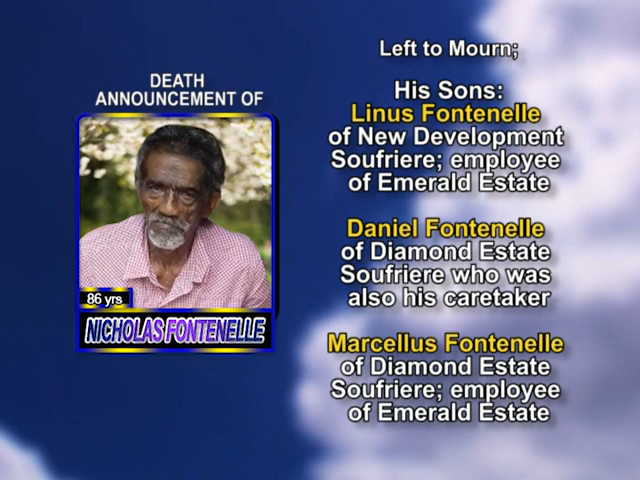 DEATH
ANNOUNCEMENT OF
86 yrs
NICHOLAS FONTENELLE
Left to Mourn;
His Sons:
Linus Fontenelle
of New Development
Soufriere; employee
of Emerald Estate
Daniel Fontenelle
of Diamond Estate
Soufriere who was
also his caretaker
Marcellus Fontenelle
of Diamond Estate
Soufriere; employee
of Emerald Estate